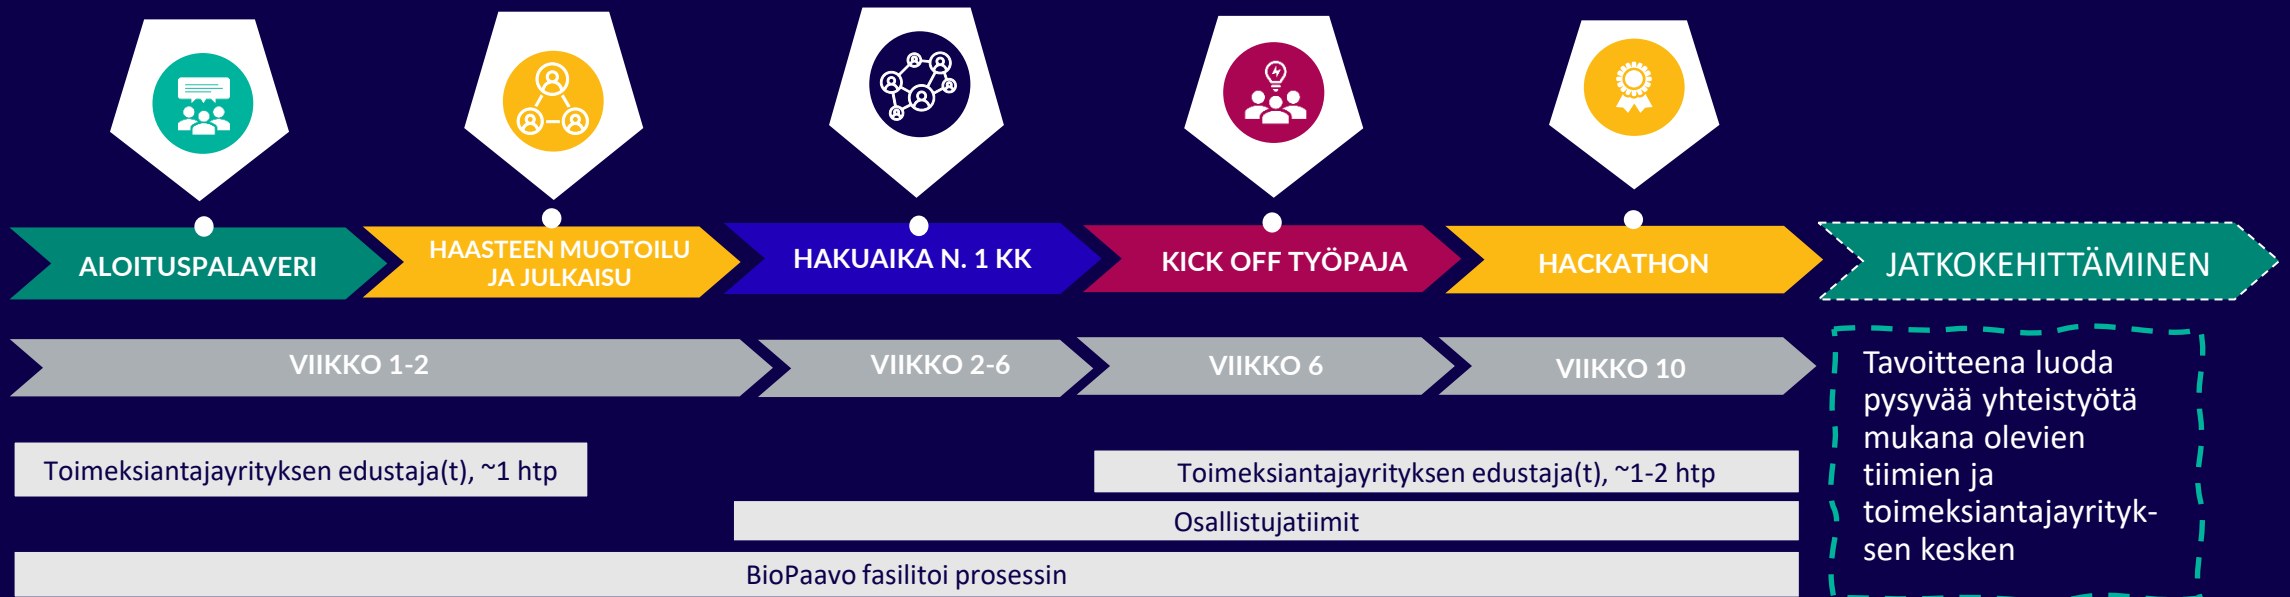 ALOITUSPALAVERI
HAASTEEN MUOTOILU
JA JULKAISU
HAKUAIKA N. 1 KK
KICK OFF TYÖPAJA
HACKATHON
JATKOKEHITTÄMINEN
VIIKKO 1-2
VIIKKO 2-6
VIIKKO 6
VIIKKO 10
Tavoitteena luoda
pysyvää yhteistyötä
mukana olevien
tiimien ja
toimeksiantajayrityk-
sen kesken
Toimeksiantajayrityksen edustaja(t), ~1 htp
Toimeksiantajayrityksen edustaja(t), ~1-2 htp
Osallistujatiimit
BioPaavo fasilitoi prosessin